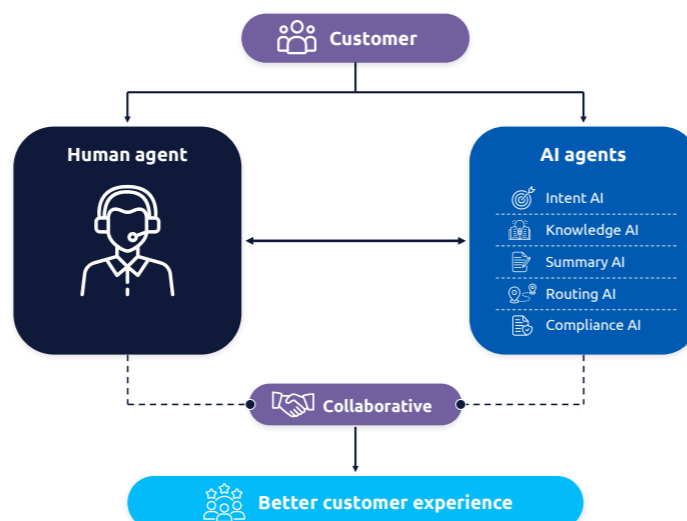 Customer
Human agent
AI agents
Intent AI
Knowledge AI
Summary AI
Routing AI
Compliance AI
Collaborative
Better customer experience